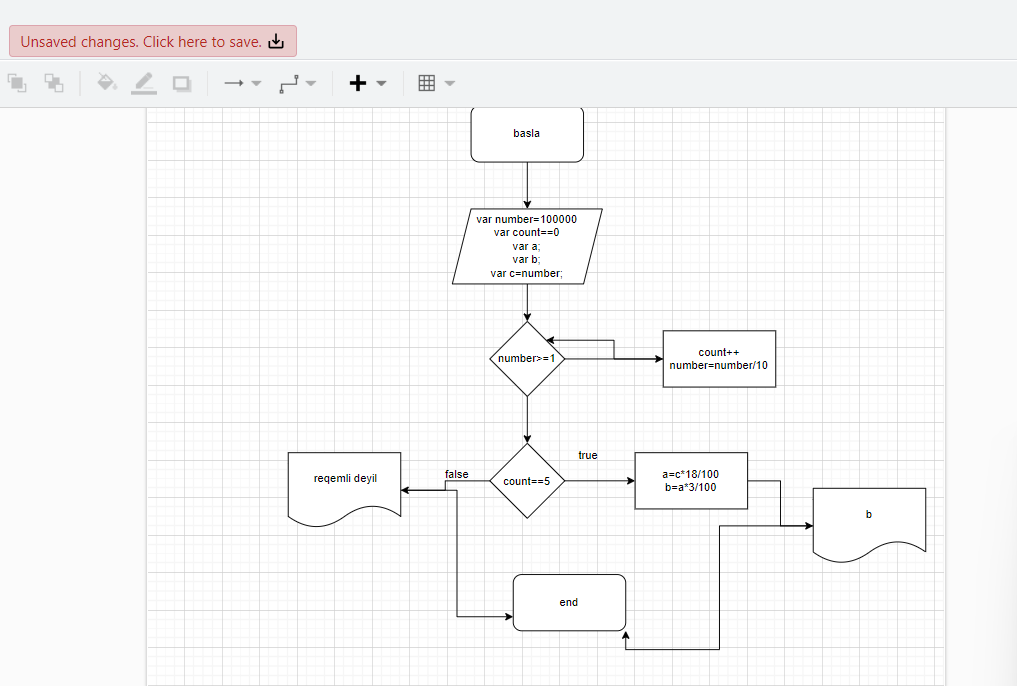 Unsaved changes. Click here to save.
basla
var number=100000
var count==0
var a;
var b;
var c=number;
number>=1
count++
number=number/10
reqemli deyil
false
count==5
true
a=c*18/100
b=a*3/100
b
end